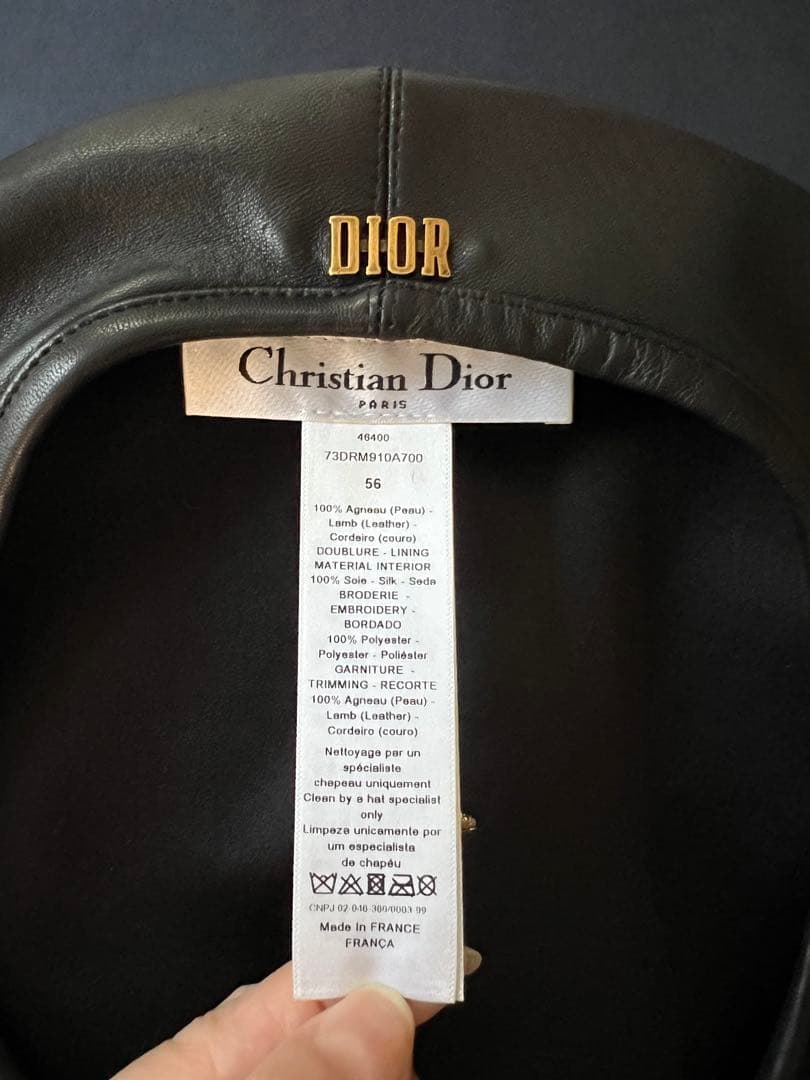 DIOR
Christian Dior
PARIS
46400
73DRM910A700
56
100% Agneau (Peau) -
Lamb (Leather) -
Cordeiro (couro)
DOUBLURE - LINING
MATERIAL INTERIOR
100% Soie - Silk - Seda
BRODERIE -
EMBROIDERY -
BORDADO
100% Polyester -
Polyester - Poliéster
GARNITURE -
TRIMMING - RECORTE
100% Agneau (Peau) -
Lamb (Leather) -
Cordeiro (couro)
Nettoyage par un
spécialiste
chapeau uniquement
Clean by a hat specialist
only
Limpeza unicamente por
um especialista
de chapéu
CNPJ 02 046
Made in FRANCE
FRANÇA